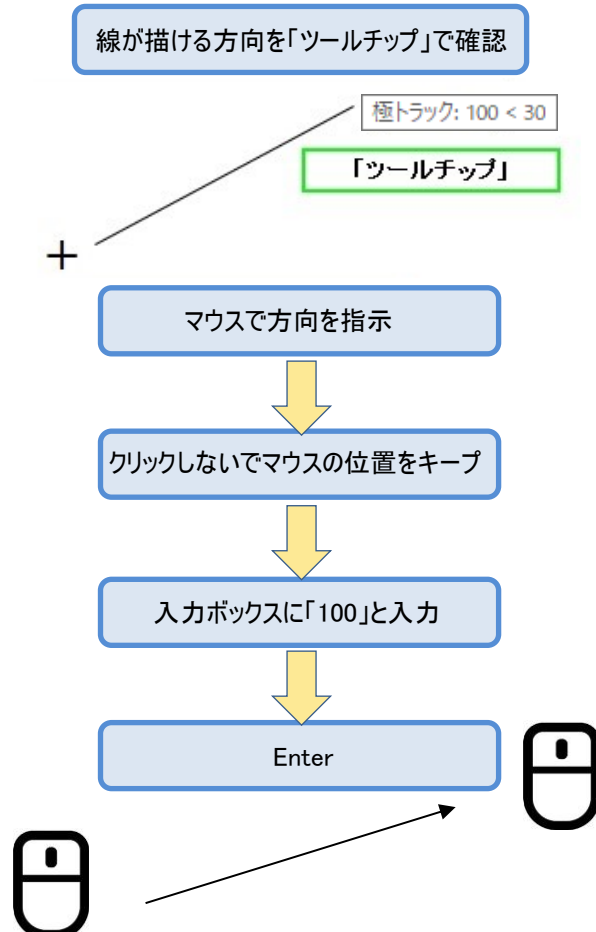 線が描ける方向を「ツールチップ」で確認
極トラック: 100 < 30
「ツールチップ」
マウスで方向を指示
クリックしないでマウスの位置をキープ
入力ボックスに「100」と入力
Enter